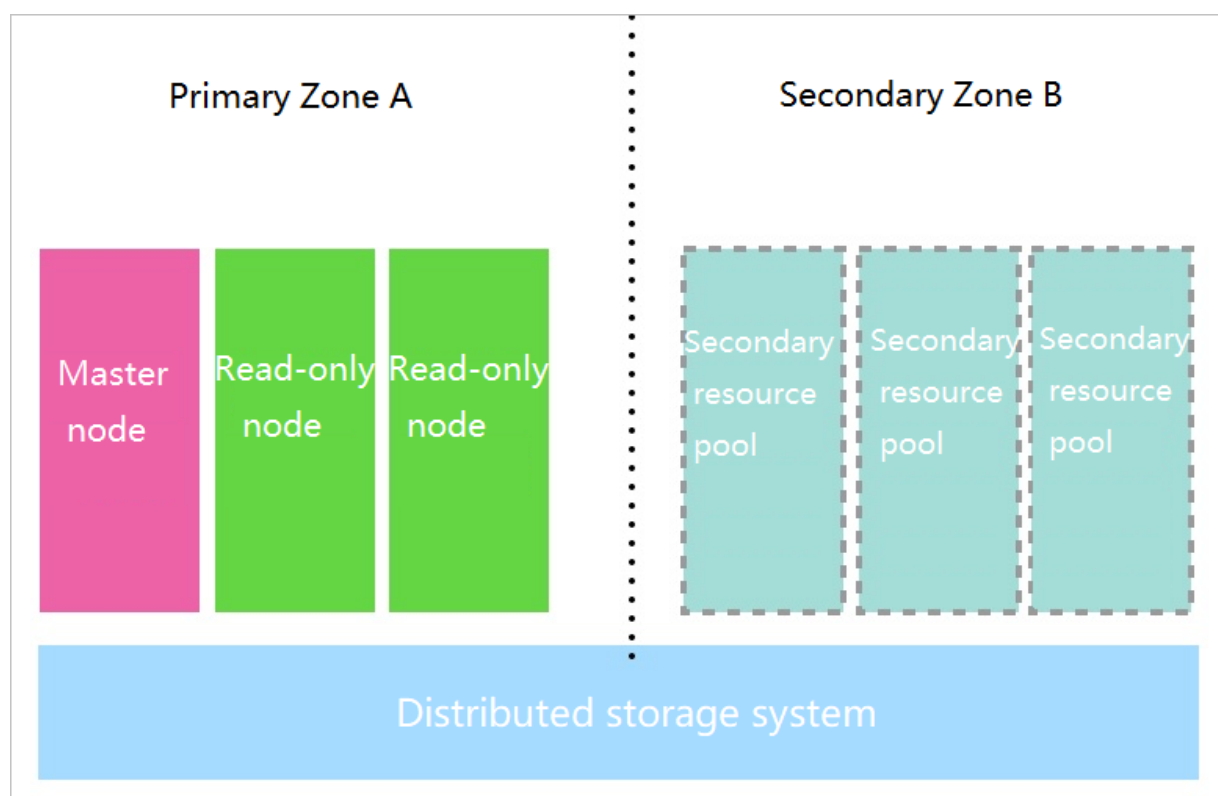 Primary Zone A
Secondary Zone B
Master
node
Read-only
node
Read-only
node
Secondary
resource
pool
Secondary
resource
pool
Secondary
resource
pool
Distributed storage system